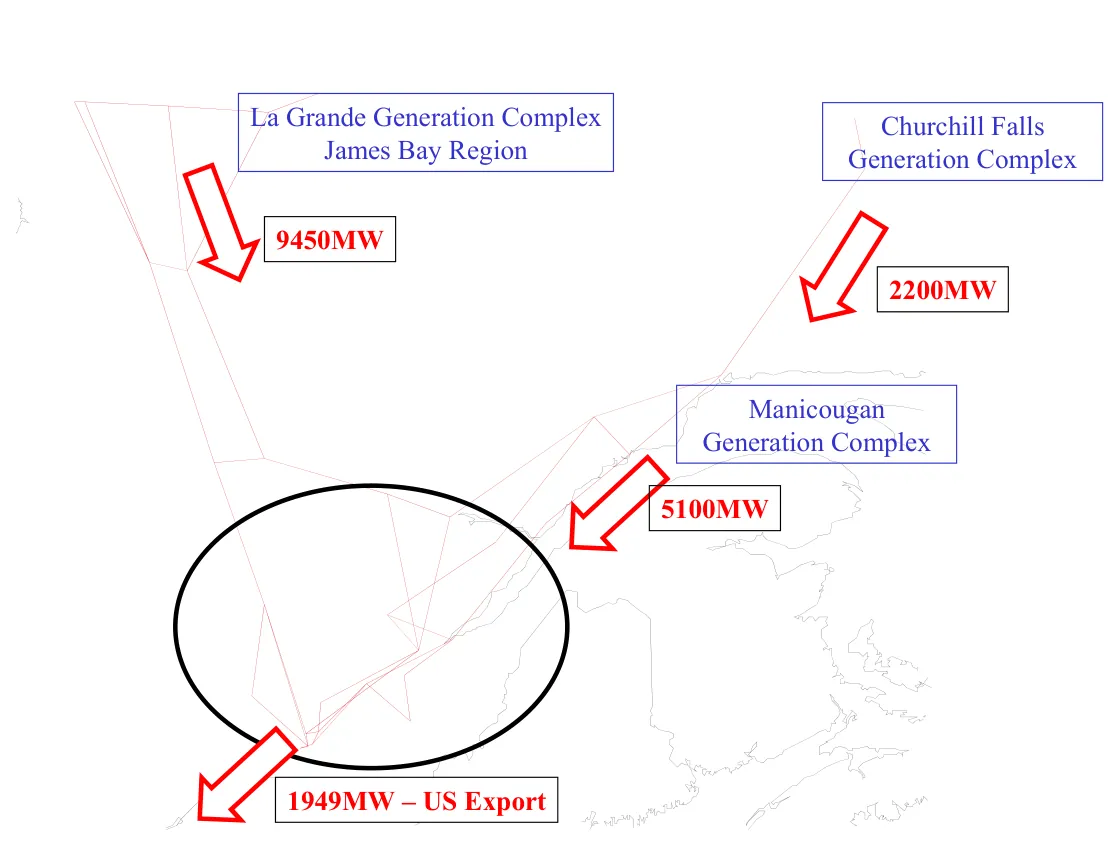 La Grande Generation Complex
James Bay Region
Churchill Falls
Generation Complex
9450MW
2200MW
Manicougan
Generation Complex
5100MW
1949MW – US Export